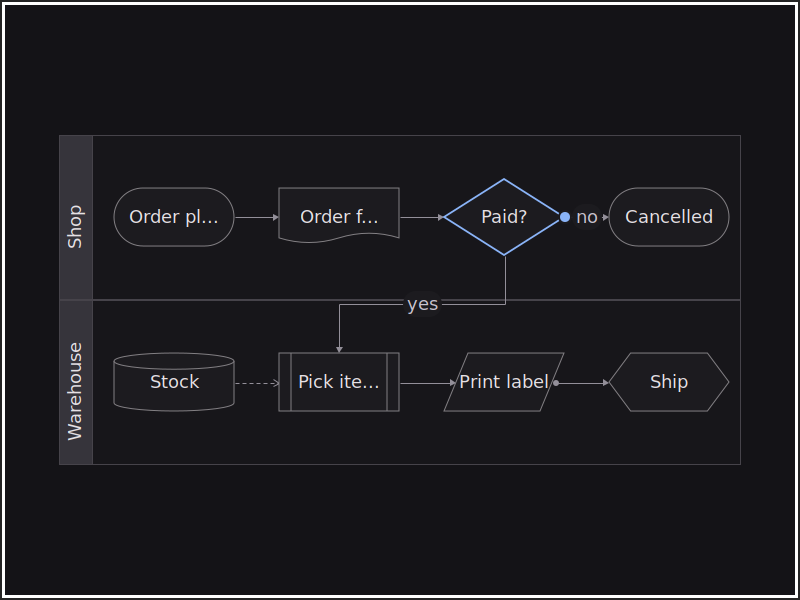 Shop
Order pl...
Order f...
Paid?
no
Cancelled
yes
Warehouse
Stock
Pick ite...
Print label
Ship